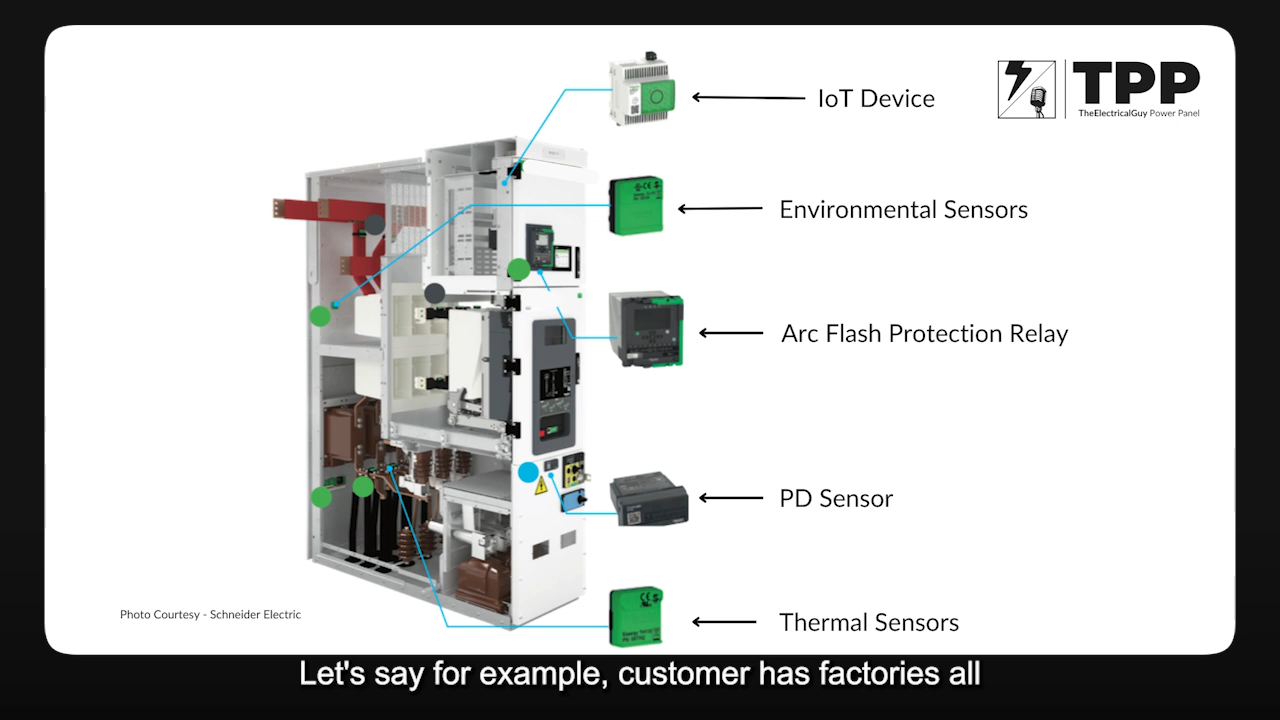 IoT Device
TPP
TheElectricalGuy Power Panel
Environmental Sensors
Arc Flash Protection Relay
PD Sensor
Thermal Sensors
Photo Courtesy - Schneider Electric
Let's say for example, customer has factories all